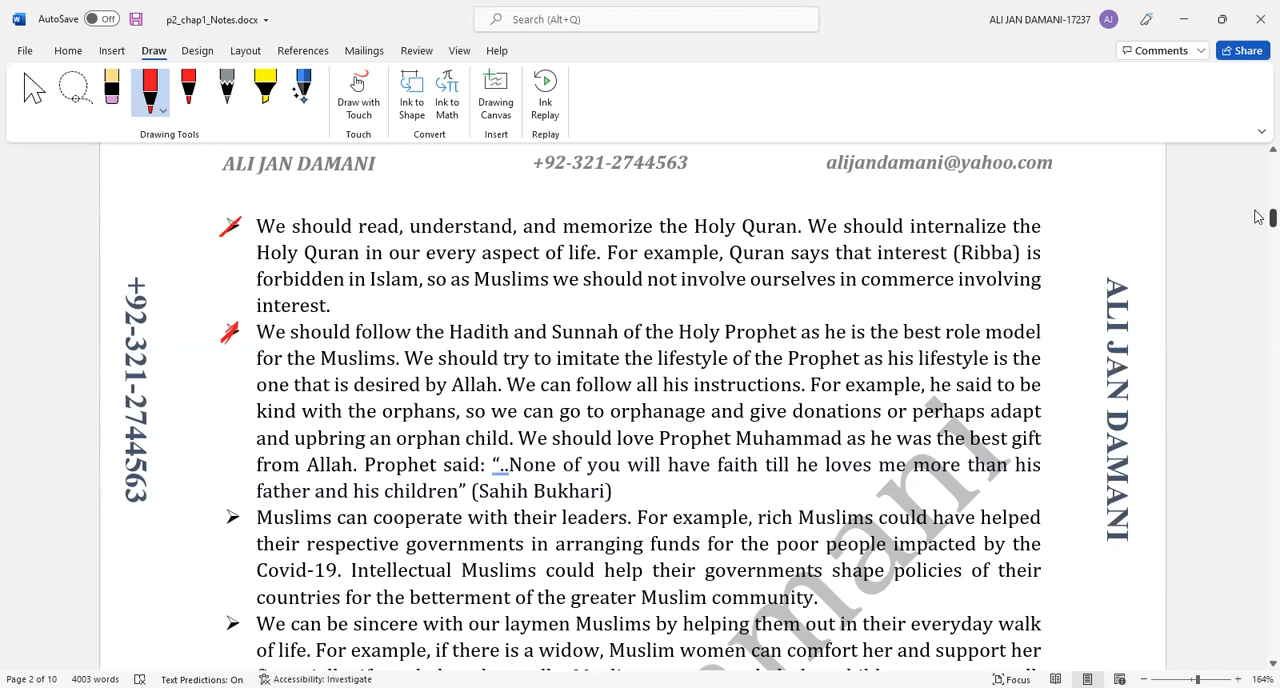 AutoSave Off p2_chap1_Notes.docx Search (Alt+Q) ALI JAN DAMANI-17237 AJ
File Home Insert Draw Design Layout References Mailings Review View Help Comments Share
Draw with Touch Ink to Shape Ink to Math Drawing Canvas Ink Replay
Drawing Tools Touch Convert Insert Replay
ALI JAN DAMANI +92-321-2744563 alijandamani@yahoo.com
We should read, understand, and memorize the Holy Quran. We should internalize the
Holy Quran in our every aspect of life. For example, Quran says that interest (Ribba) is
forbidden in Islam, so as Muslims we should not involve ourselves in commerce involving
interest.
We should follow the Hadith and Sunnah of the Holy Prophet as he is the best role model
for the Muslims. We should try to imitate the lifestyle of the Prophet as his lifestyle is the
one that is desired by Allah. We can follow all his instructions. For example, he said to be
kind with the orphans, so we can go to orphanage and give donations or perhaps adapt
and upbring an orphan child. We should love Prophet Muhammad as he was the best gift
from Allah. Prophet said: “..None of you will have faith till he loves me more than his
father and his children” (Sahih Bukhari)
Muslims can cooperate with their leaders. For example, rich Muslims could have helped
their respective governments in arranging funds for the poor people impacted by the
Covid-19. Intellectual Muslims could help their governments shape policies of their
countries for the betterment of the greater Muslim community.
We can be sincere with our laymen Muslims by helping them out in their everyday walk
of life. For example, if there is a widow, Muslim women can comfort her and support her
+92-321-2744563
ALI JAN DAMANI
amani
Page 2 of 10 4003 words Text Predictions: On Accessibility: Investigate Focus 164%